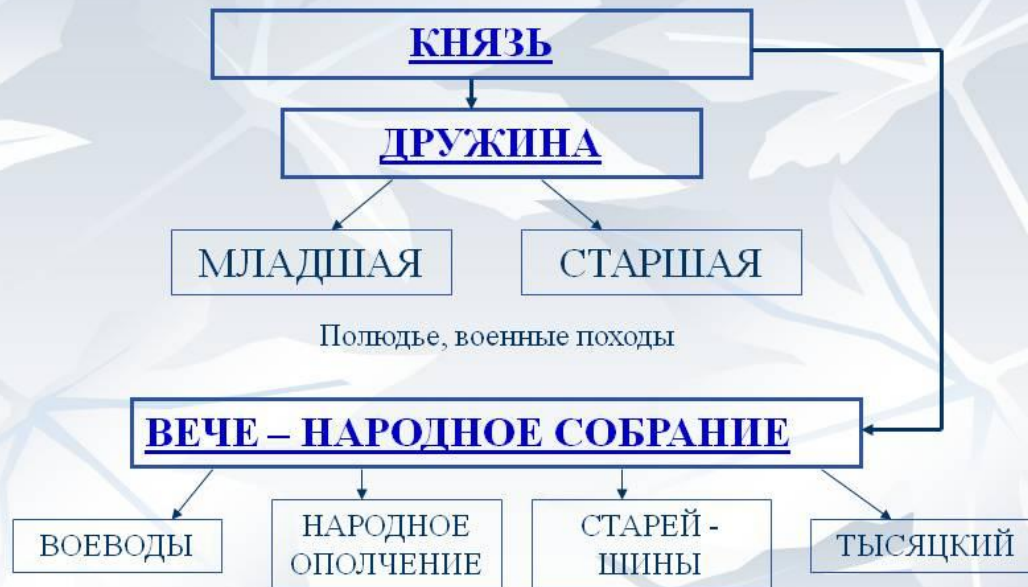 КНЯЗЬ
ДРУЖИНА
МЛАДШАЯ
СТАРШАЯ
Полюдье, военные походы
ВЕЧЕ – НАРОДНОЕ СОБРАНИЕ
ВОЕВОДЫ
НАРОДНОЕ
ОПОЛЧЕНИЕ
СТАРЕЙ -
ШИНЫ
ТЫСЯЦКИЙ